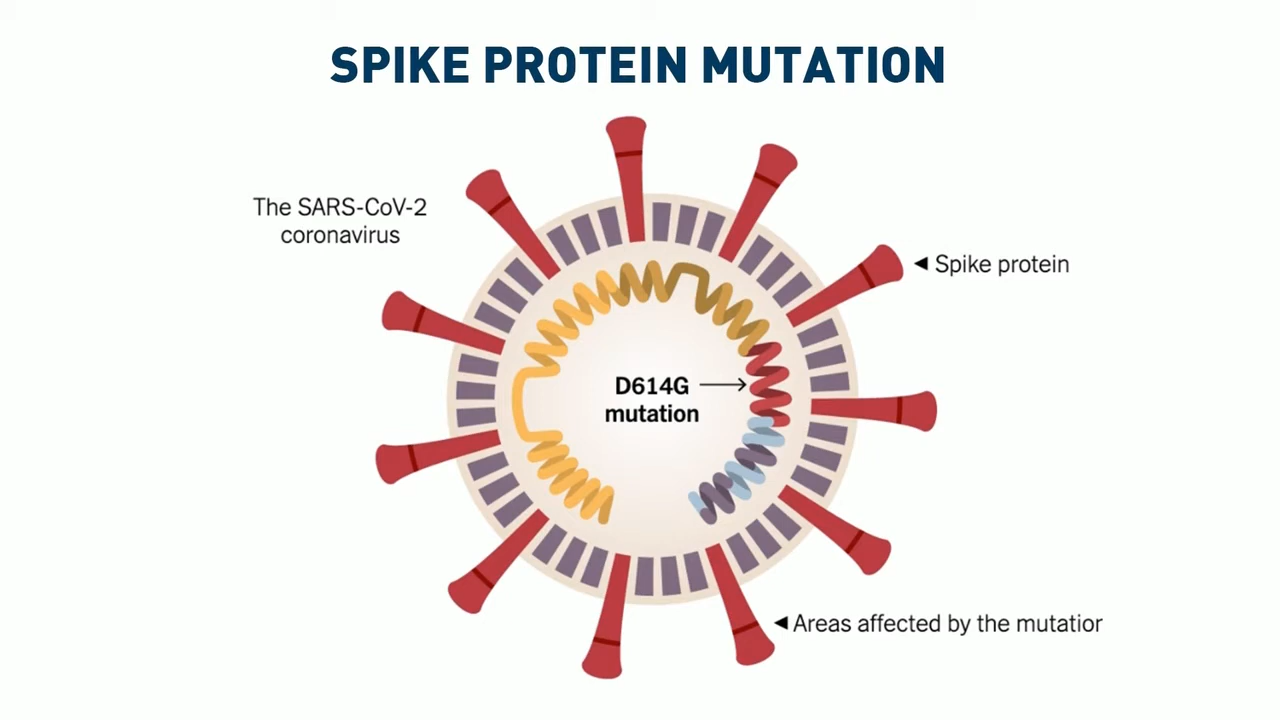 SPIKE PROTEIN MUTATION
The SARS-CoV-2
coronavirus
Spike protein
D614G
mutation
Areas affected by the mutatior